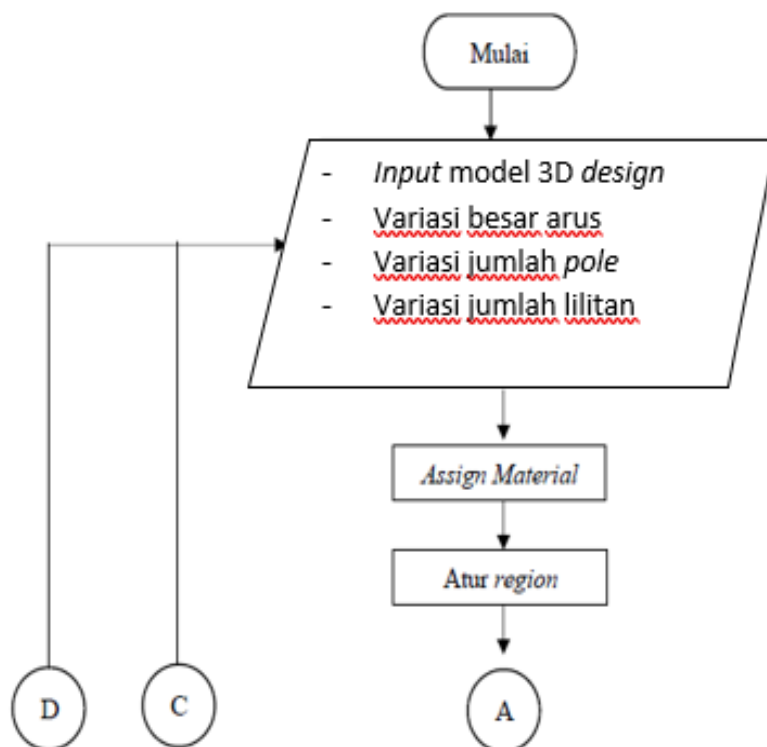 Mulai
- Input model 3D design
- Variasi besar arus
- Variasi jumlah pole
- Variasi jumlah lilitan
Assign Material
Atur region
D
C
A